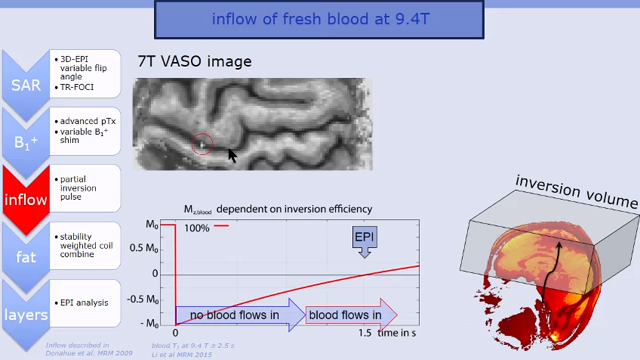 inflow of fresh blood at 9.4T
SAR
• 3D-EPI
variable flip
angle
• TR-FOCI
B₁⁺
• advanced pTx
• variable B₁⁺
shim
inflow
• partial
inversion
pulse
fat
• stability
weighted coil
combine
layers
• EPI analysis
7T VASO image
M_z,blood dependent on inversion efficiency
100%
M₀
0.5 M₀
0
-0.5 M₀
- M₀
EPI
no blood flows in
blood flows in
0
1.5
time in s
inversion volume
Inflow described in
Donahue et al. MRM 2009
blood T₁ at 9.4 T ≥ 2.5 s
Li et al MRM 2015